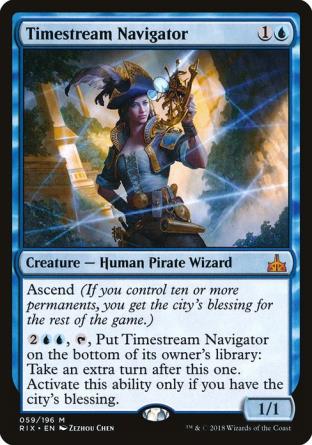 Timestream Navigator 1
Creature — Human Pirate Wizard
Ascend (If you control ten or more
permanents, you get the city's blessing for
the rest of the game.)
2, Put Timestream Navigator
on the bottom of its owner's library:
Take an extra turn after this one.
Activate this ability only if you have the
city's blessing.
1/1
059/196 M
RIX • EN Zezhou Chen
™ & © 2018 Wizards of the Coast